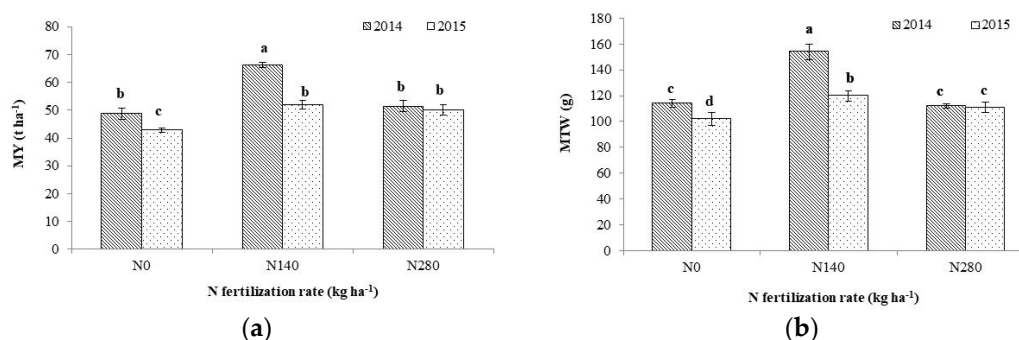 80
70
60
50
40
30
20
10
0
MY (t ha⁻¹)
2014 2015
b c a b b b
N0 N140 N280
N fertilization rate (kg ha⁻¹)
(a)
180
160
140
120
100
80
60
40
20
0
MTW (g)
2014 2015
c d a b c c
N0 N140 N280
N fertilization rate (kg ha⁻¹)
(b)